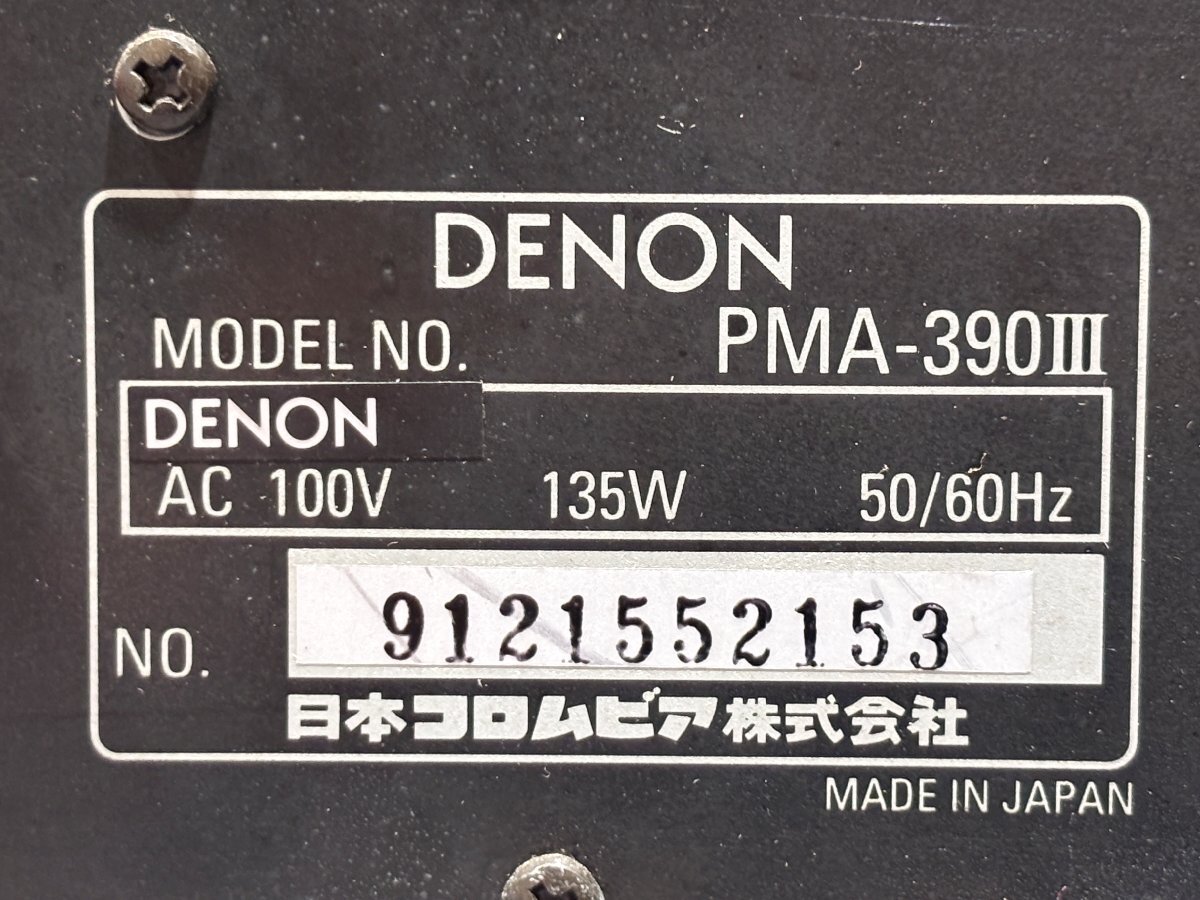 DENON
MODEL NO. PMA-390III
DENON
AC 100V 135W 50/60Hz
NO. 9121552153
日本コロムビア株式会社
MADE IN JAPAN